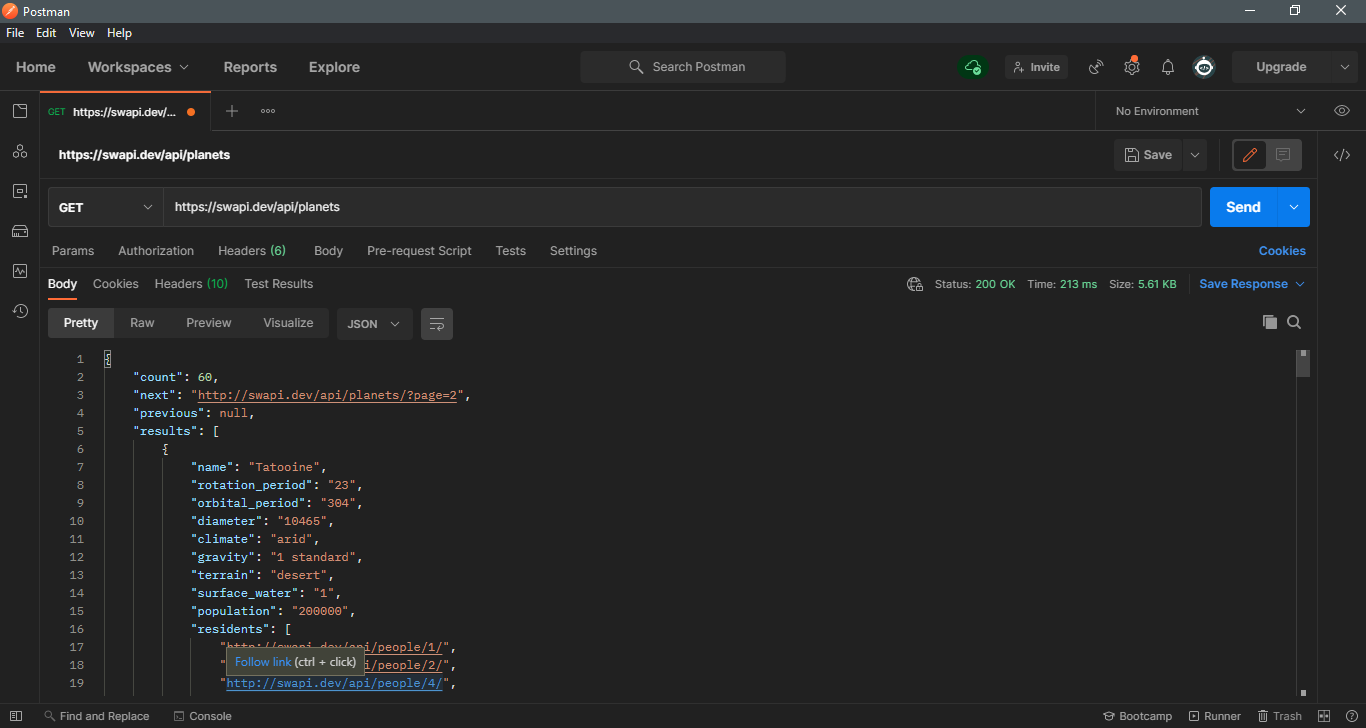 Postman
File Edit View Help
Home Workspaces Reports Explore Search Postman Invite Upgrade
GET https://swapi.dev/... No Environment
https://swapi.dev/api/planets Save
GET https://swapi.dev/api/planets Send
Params Authorization Headers (6) Body Pre-request Script Tests Settings Cookies
Body Cookies Headers (10) Test Results Status: 200 OK Time: 213 ms Size: 5.61 KB Save Response
Pretty Raw Preview Visualize JSON
1 {
2 "count": 60,
3 "next": "http://swapi.dev/api/planets/?page=2",
4 "previous": null,
5 "results": [
6 {
7 "name": "Tatooine",
8 "rotation_period": "23",
9 "orbital_period": "304",
10 "diameter": "10465",
11 "climate": "arid",
12 "gravity": "1 standard",
13 "terrain": "desert",
14 "surface_water": "1",
15 "population": "200000",
16 "residents": [
17 "http://swapi.dev/api/people/1/",
Follow link (ctrl + click)
18 "i/people/2/",
19 "http://swapi.dev/api/people/4/",
Find and Replace Console Bootcamp Runner Trash